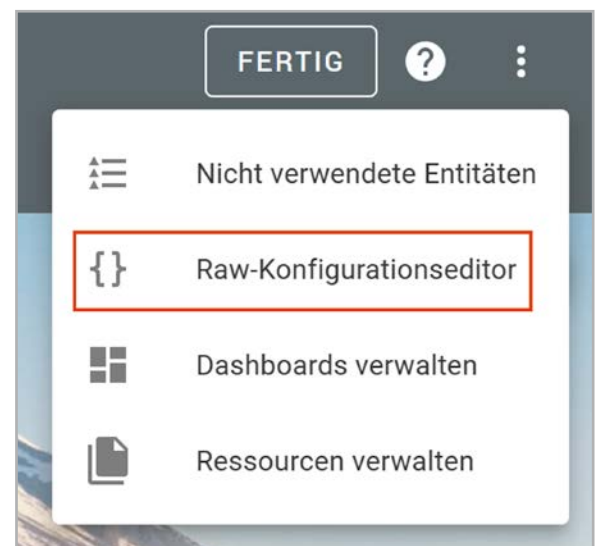 FERTIG ?
Nicht verwendete Entitäten
{} Raw-Konfigurationseditor
Dashboards verwalten
Ressourcen verwalten